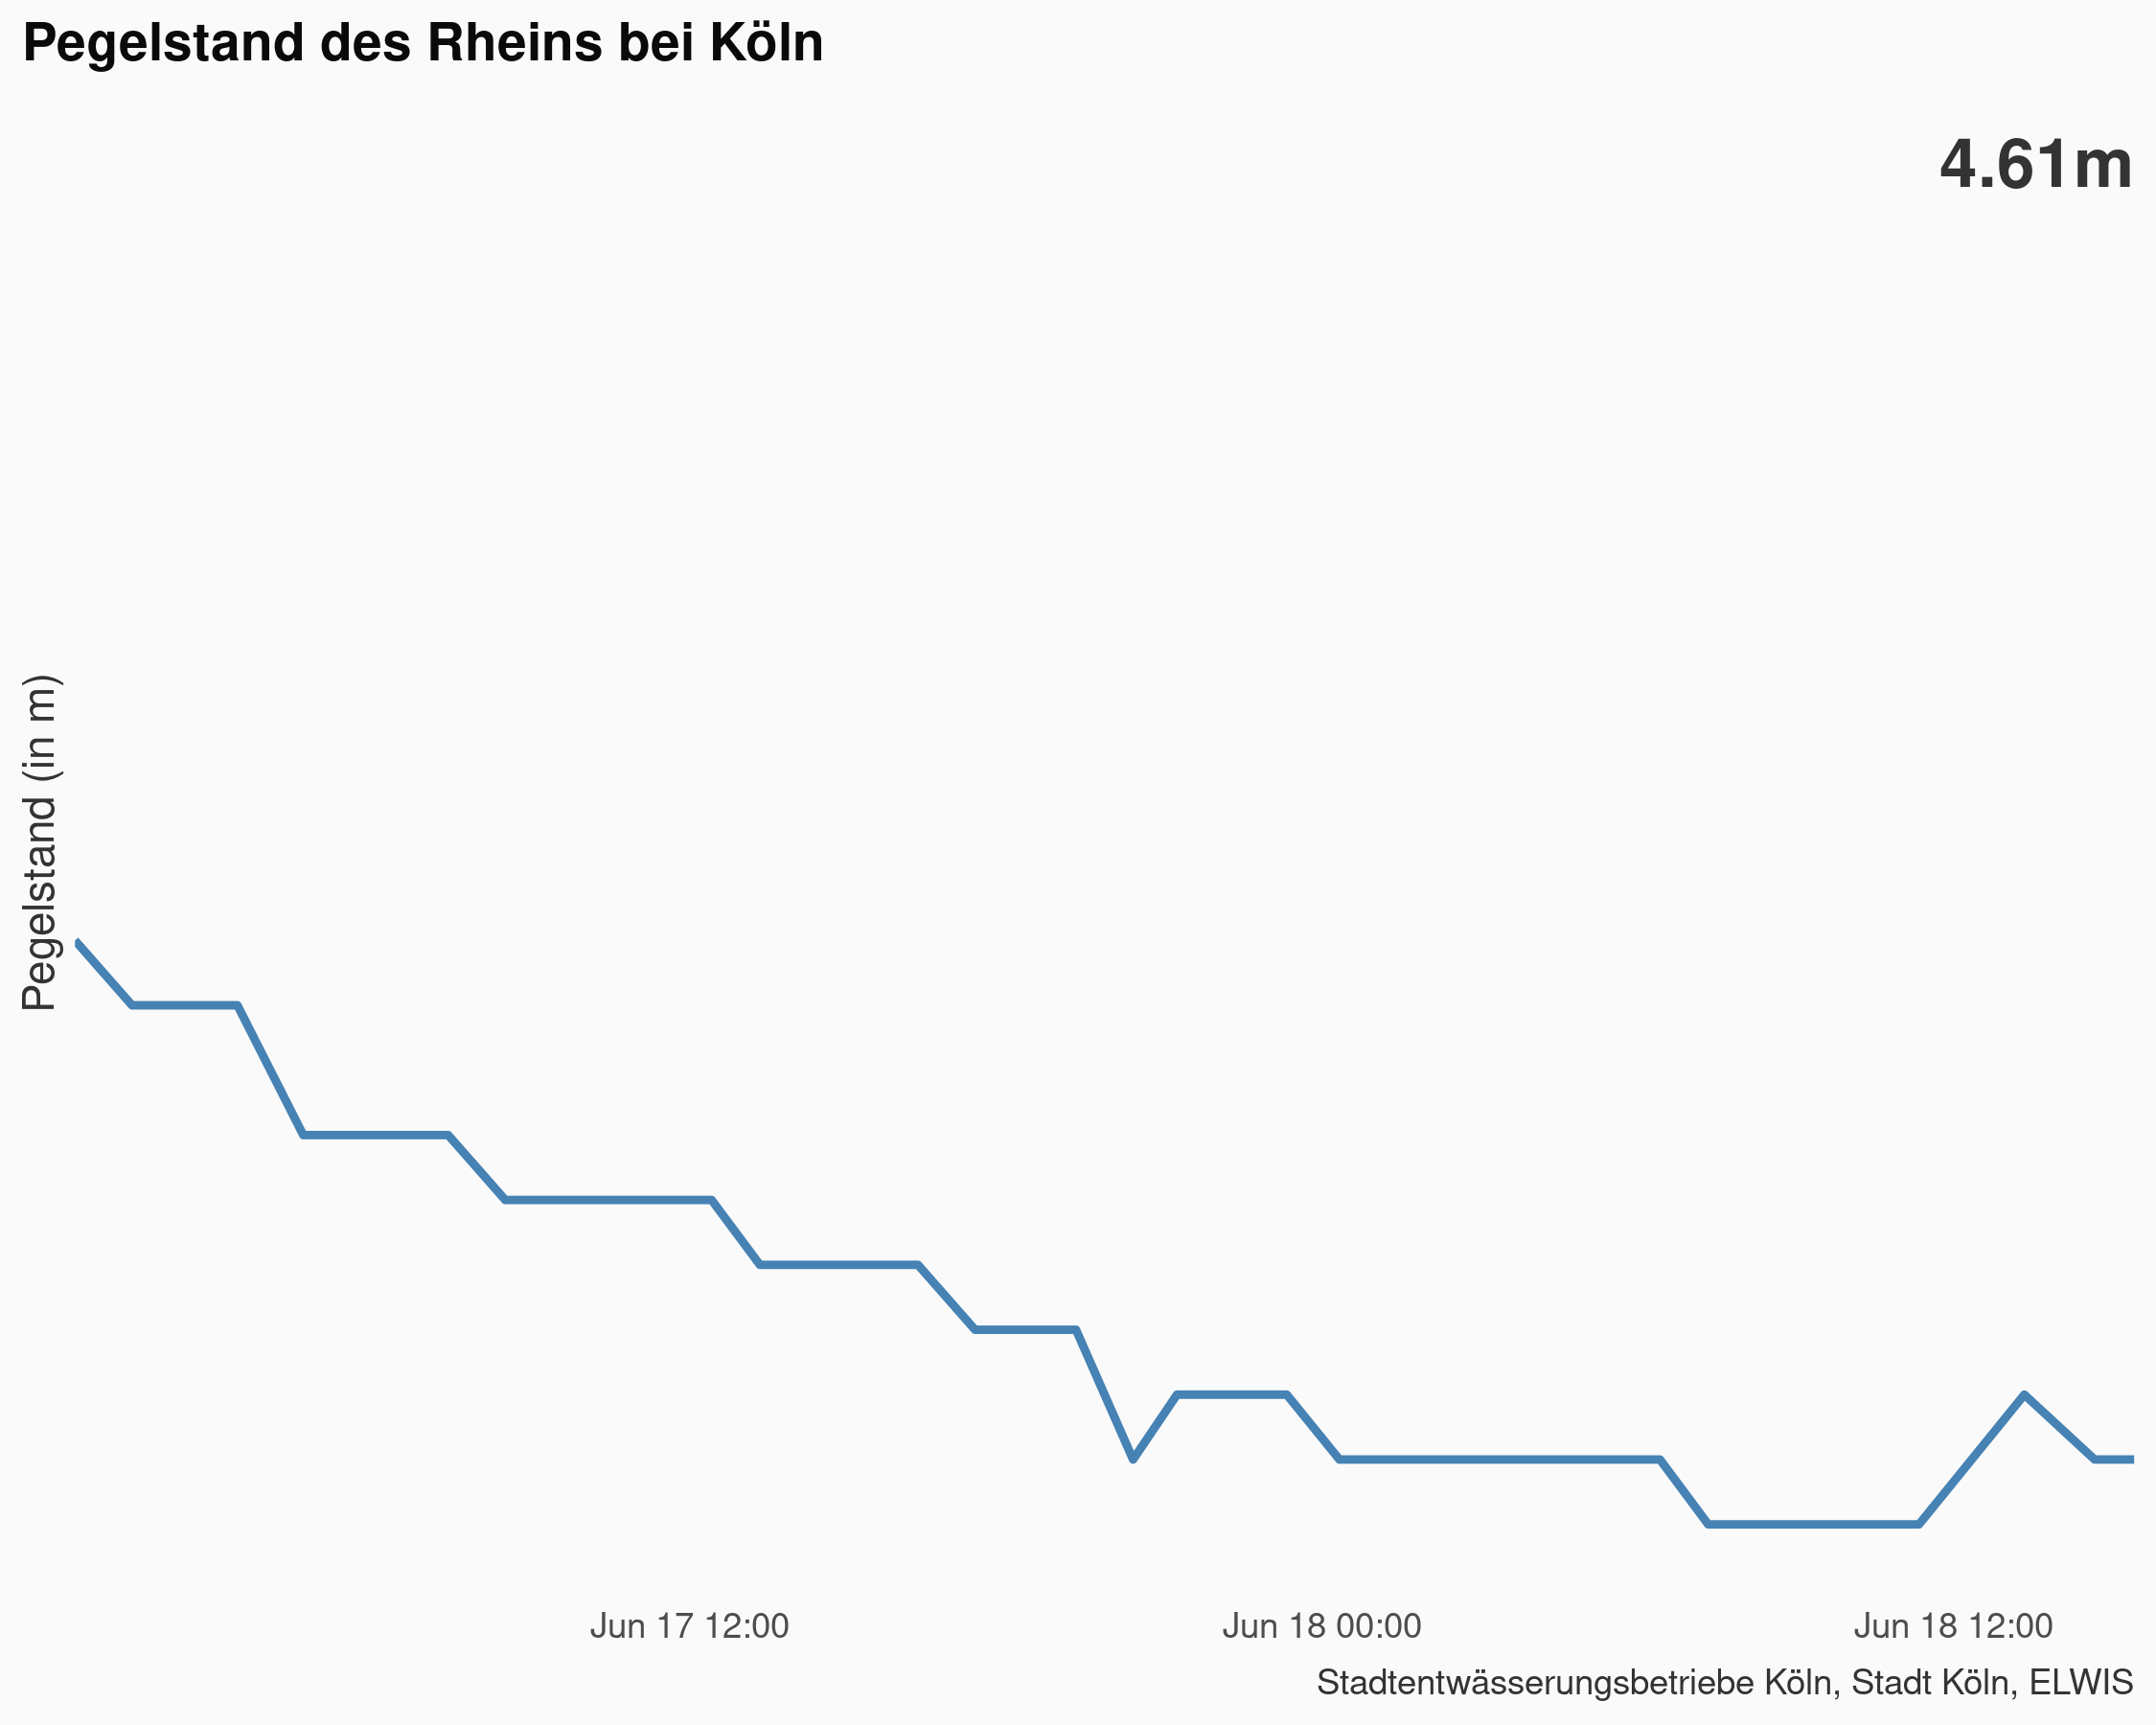 Pegelstand des Rheins bei Köln
4.61m
Pegelstand (in m)
Jun 17 12:00
Jun 18 00:00
Jun 18 12:00
Stadtentwässerungsbetriebe Köln, Stadt Köln, ELWIS